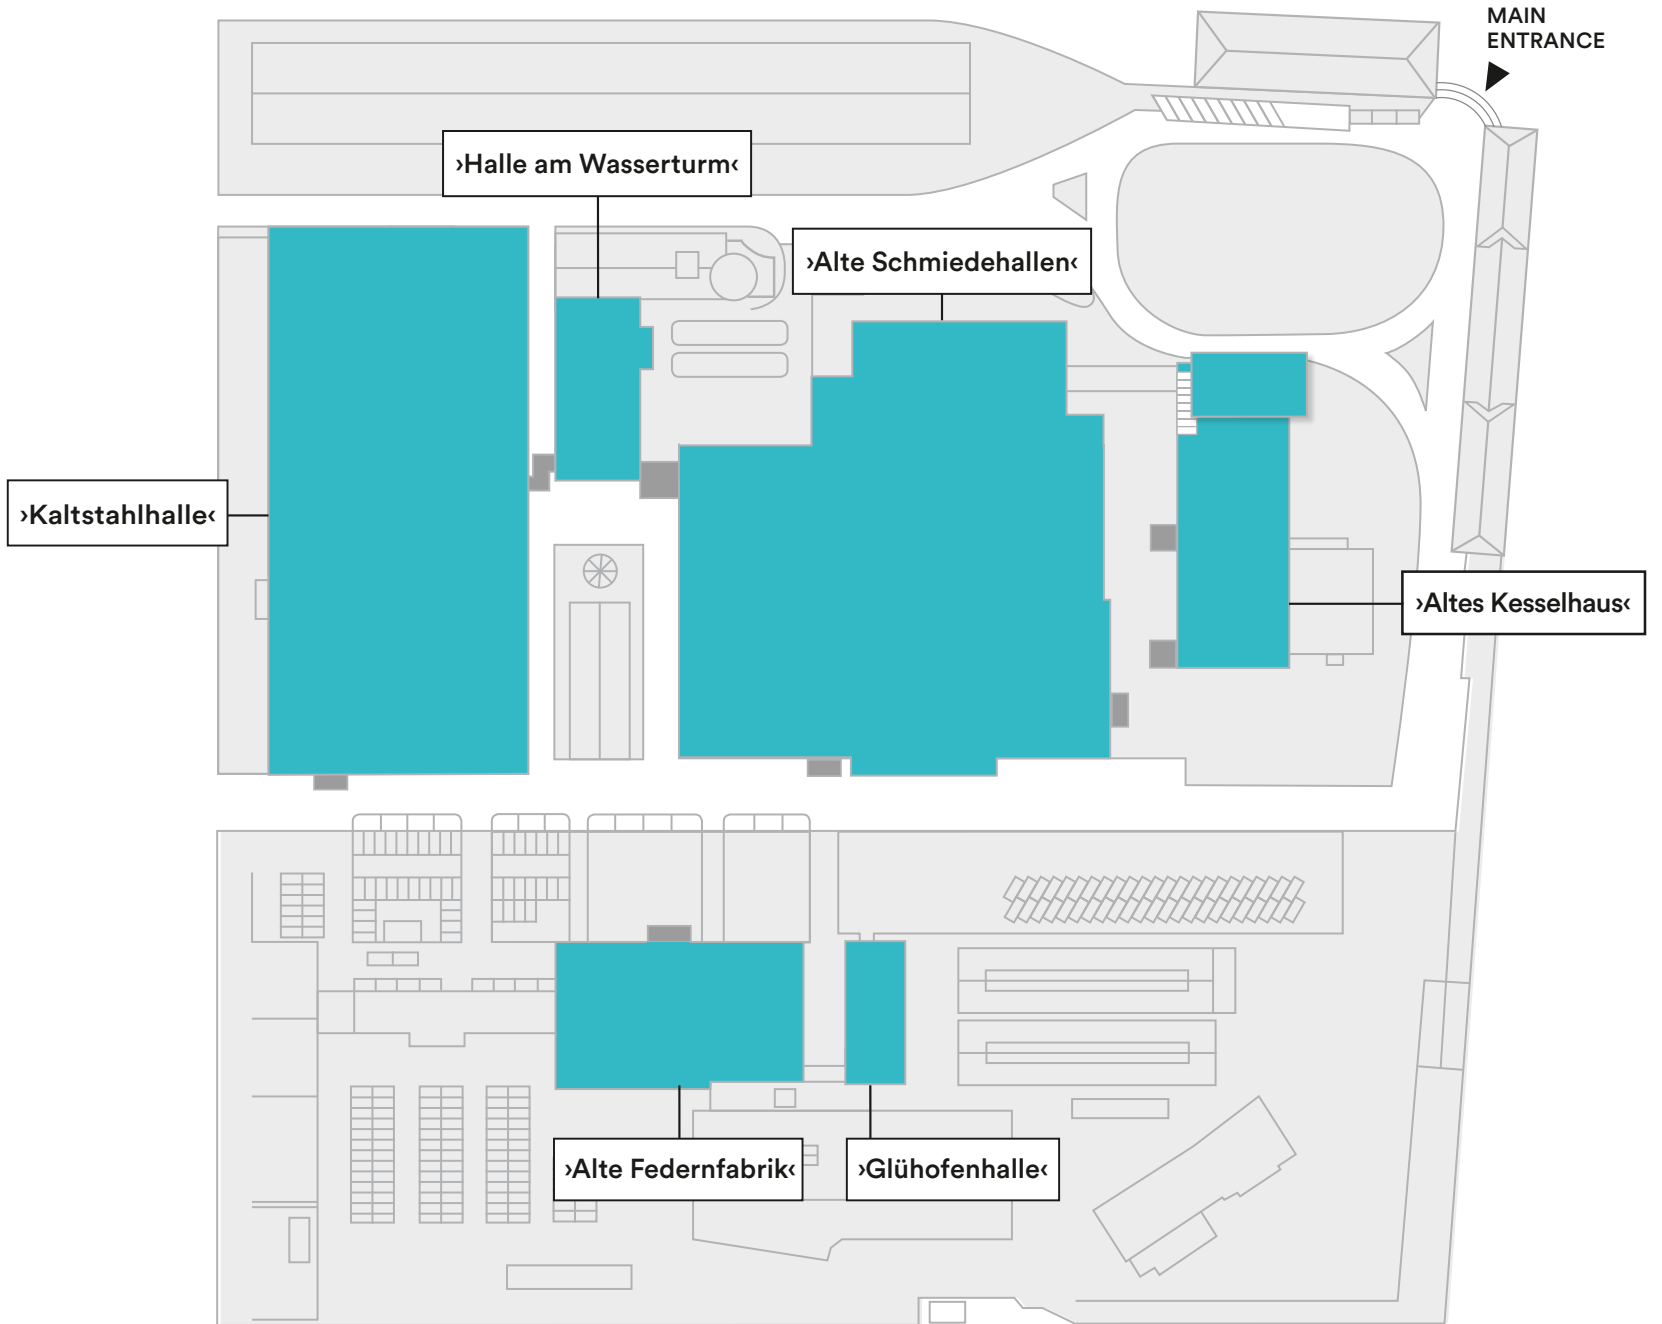 MAIN
ENTRANCE
›Halle am Wasserturm‹
›Alte Schmiedehallen‹
›Kaltstahlhalle‹
›Altes Kesselhaus‹
›Alte Federnfabrik‹
›Glühofenhalle‹